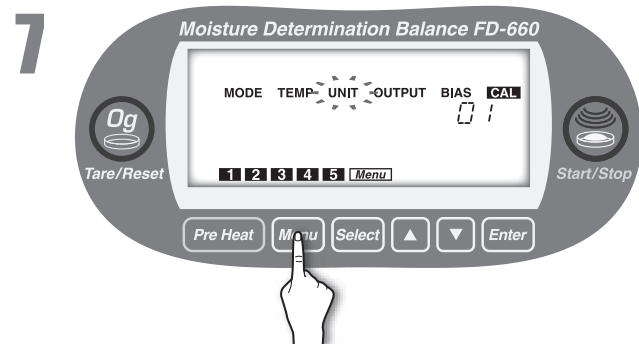 7
Moisture Determination Balance FD-660
MODE TEMP UNIT OUTPUT BIAS CAL
01
0g
Tare/Reset
Start/Stop
1 2 3 4 5 Menu
Pre Heat Menu Select ▲ ▼ Enter